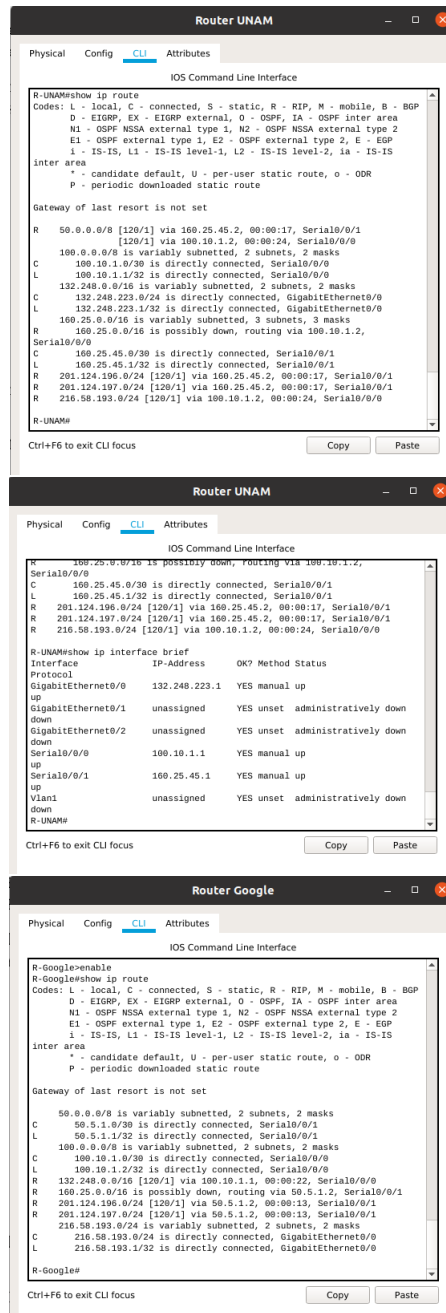 Router UNAM
Physical Config CLI Attributes
IOS Command Line Interface
R-UNAM#show ip route
Codes: L - local, C - connected, S - static, R - RIP, M - mobile, B - BGP
D - EIGRP, EX - EIGRP external, O - OSPF, IA - OSPF inter area
N1 - OSPF NSSA external type 1, N2 - OSPF NSSA external type 2
E1 - OSPF external type 1, E2 - OSPF external type 2, E - EGP
i - IS-IS, L1 - IS-IS level-1, L2 - IS-IS level-2, ia - IS-IS
inter area
* - candidate default, U - per-user static route, o - ODR
P - periodic downloaded static route
Gateway of last resort is not set
R 50.0.0.0/8 [120/1] via 160.25.45.2, 00:00:17, Serial0/0/1
[120/1] via 100.10.1.2, 00:00:24, Serial0/0/0
100.0.0.0/8 is variably subnetted, 2 subnets, 2 masks
C 100.10.1.0/30 is directly connected, Serial0/0/0
L 100.10.1.1/32 is directly connected, Serial0/0/0
132.248.0.0/16 is variably subnetted, 2 subnets, 2 masks
C 132.248.223.0/24 is directly connected, GigabitEthernet0/0
L 132.248.223.1/32 is directly connected, GigabitEthernet0/0
160.25.0.0/16 is variably subnetted, 3 subnets, 3 masks
R 160.25.0.0/16 is possibly down, routing via 100.10.1.2,
Serial0/0/0
C 160.25.45.0/30 is directly connected, Serial0/0/1
L 160.25.45.1/32 is directly connected, Serial0/0/1
R 201.124.196.0/24 [120/1] via 160.25.45.2, 00:00:17, Serial0/0/1
R 201.124.197.0/24 [120/1] via 160.25.45.2, 00:00:17, Serial0/0/1
R 216.58.193.0/24 [120/1] via 100.10.1.2, 00:00:24, Serial0/0/0
R-UNAM#
Ctrl+F6 to exit CLI focus Copy Paste
Router UNAM
Physical Config CLI Attributes
IOS Command Line Interface
R 160.25.0.0/16 is possibly down, routing via 100.10.1.2,
Serial0/0/0
C 160.25.45.0/30 is directly connected, Serial0/0/1
L 160.25.45.1/32 is directly connected, Serial0/0/1
R 201.124.196.0/24 [120/1] via 160.25.45.2, 00:00:17, Serial0/0/1
R 201.124.197.0/24 [120/1] via 160.25.45.2, 00:00:17, Serial0/0/1
R 216.58.193.0/24 [120/1] via 100.10.1.2, 00:00:24, Serial0/0/0
R-UNAM#show ip interface brief
Interface IP-Address OK? Method Status
Protocol
GigabitEthernet0/0 132.248.223.1 YES manual up
up
GigabitEthernet0/1 unassigned YES unset administratively down
down
GigabitEthernet0/2 unassigned YES unset administratively down
down
Serial0/0/0 100.10.1.1 YES manual up
up
Serial0/0/1 160.25.45.1 YES manual up
up
Vlan1 unassigned YES unset administratively down
down
R-UNAM#
Ctrl+F6 to exit CLI focus Copy Paste
Router Google
Physical Config CLI Attributes
IOS Command Line Interface
R-Google>enable
R-Google#show ip route
Codes: L - local, C - connected, S - static, R - RIP, M - mobile, B - BGP
D - EIGRP, EX - EIGRP external, O - OSPF, IA - OSPF inter area
N1 - OSPF NSSA external type 1, N2 - OSPF NSSA external type 2
E1 - OSPF external type 1, E2 - OSPF external type 2, E - EGP
i - IS-IS, L1 - IS-IS level-1, L2 - IS-IS level-2, ia - IS-IS
inter area
* - candidate default, U - per-user static route, o - ODR
P - periodic downloaded static route
Gateway of last resort is not set
50.0.0.0/8 is variably subnetted, 2 subnets, 2 masks
C 50.5.1.0/30 is directly connected, Serial0/0/1
L 50.5.1.1/32 is directly connected, Serial0/0/1
100.0.0.0/8 is variably subnetted, 2 subnets, 2 masks
C 100.10.1.0/30 is directly connected, Serial0/0/0
L 100.10.1.2/32 is directly connected, Serial0/0/0
R 132.248.0.0/16 [120/1] via 100.10.1.1, 00:00:22, Serial0/0/0
R 160.25.0.0/16 is possibly down, routing via 50.5.1.2, Serial0/0/1
R 201.124.196.0/24 [120/1] via 50.5.1.2, 00:00:13, Serial0/0/1
R 201.124.197.0/24 [120/1] via 50.5.1.2, 00:00:13, Serial0/0/1
216.58.193.0/24 is variably subnetted, 2 subnets, 2 masks
C 216.58.193.0/24 is directly connected, GigabitEthernet0/0
L 216.58.193.1/32 is directly connected, GigabitEthernet0/0
R-Google#
Ctrl+F6 to exit CLI focus Copy Paste